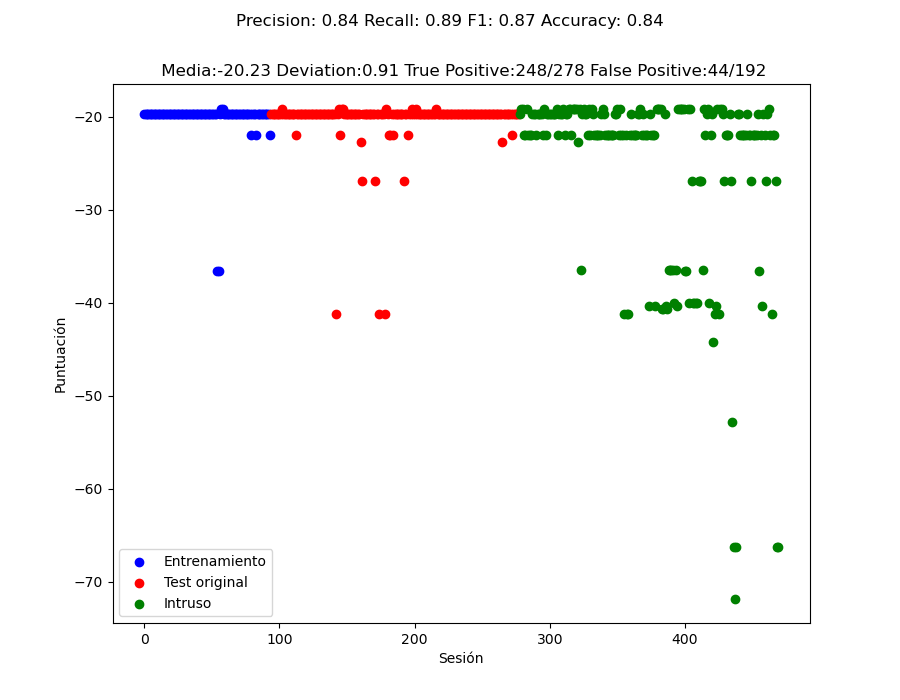 Precision: 0.84 Recall: 0.89 F1: 0.87 Accuracy: 0.84
Media:-20.23 Deviation:0.91 True Positive:248/278 False Positive:44/192
−20
−30
−40
−50
−60
−70
Puntuación
Entrenamiento
Test original
Intruso
0
100
200
300
400
Sesión